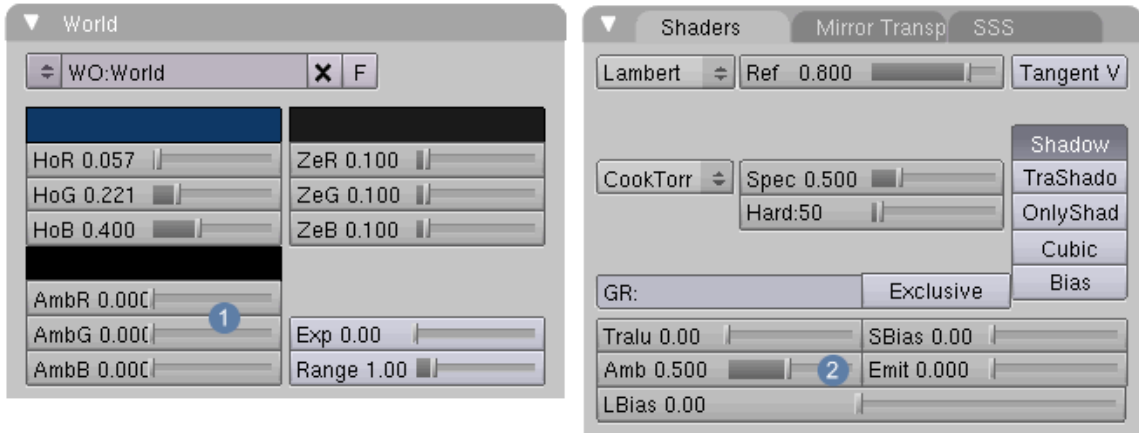 World
WO:World F
HoR 0.057
HoG 0.221
HoB 0.400
ZeR 0.100
ZeG 0.100
ZeB 0.100
AmbR 0.000
AmbG 0.000
AmbB 0.000
1
Exp 0.00
Range 1.00
Shaders Mirror Transp SSS
Lambert Ref 0.800 Tangent V
Shadow
CookTorr Spec 0.500 TraShado
Hard:50 OnlyShad
Cubic
GR: Exclusive Bias
Tralu 0.00 SBias 0.00
Amb 0.500 2 Emit 0.000
LBias 0.00